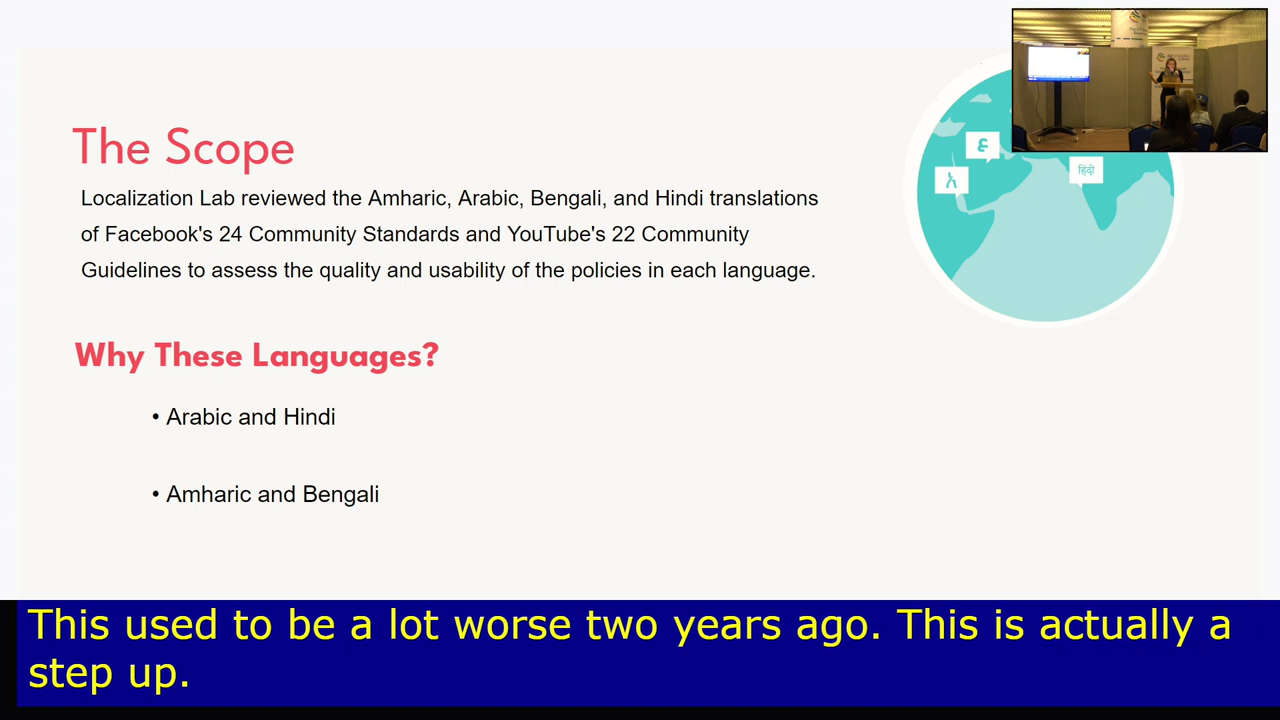 The Scope
Localization Lab reviewed the Amharic, Arabic, Bengali, and Hindi translations
of Facebook's 24 Community Standards and YouTube's 22 Community
Guidelines to assess the quality and usability of the policies in each language.
ع
አ
हिंदी
Why These Languages?
• Arabic and Hindi
• Amharic and Bengali
This used to be a lot worse two years ago. This is actually a
step up.